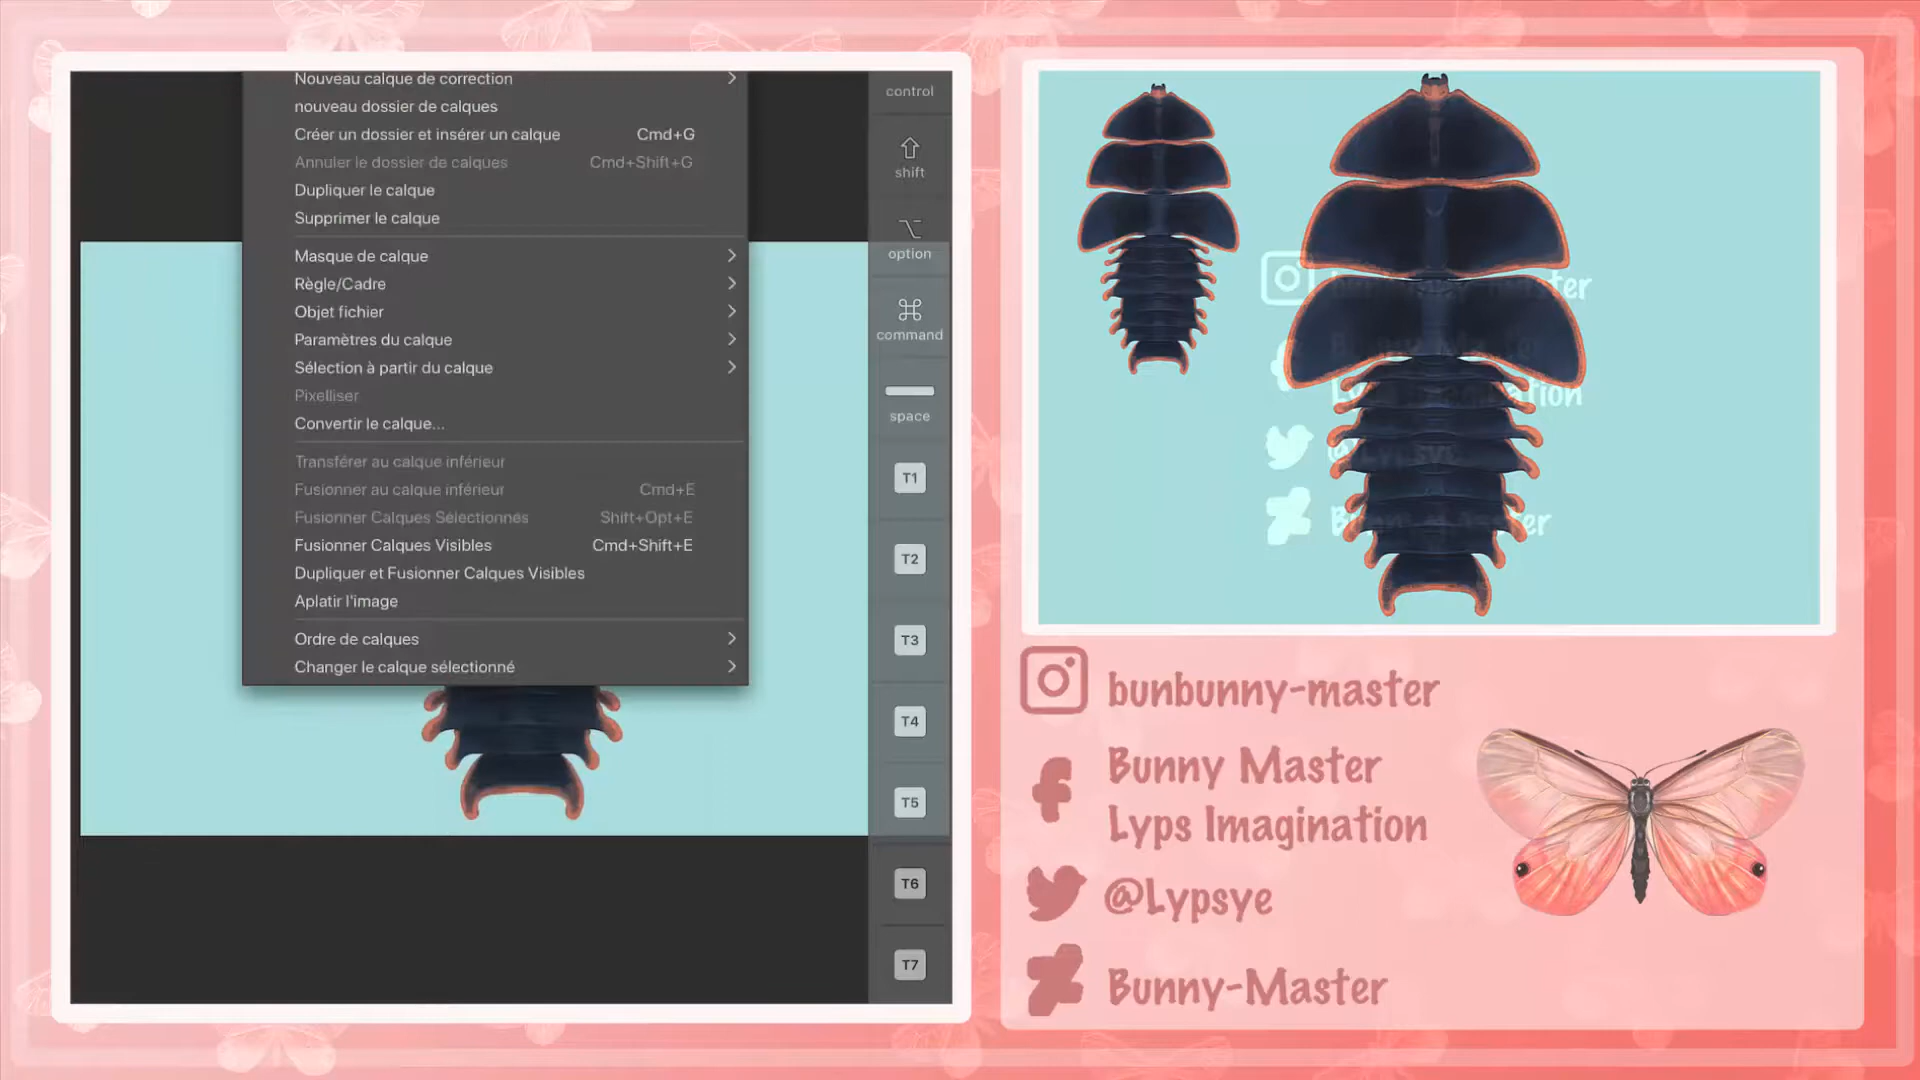 Nouveau calque de correction
nouveau dossier de calques
Créer un dossier et insérer un calque Cmd+G
Annuler le dossier de calques Cmd+Shift+G
Dupliquer le calque
Supprimer le calque
Masque de calque
Règle/Cadre
Objet fichier
Paramètres du calque
Sélection à partir du calque
Pixelliser
Convertir le calque...
Transférer au calque inférieur
Fusionner au calque inférieur Cmd+E
Fusionner Calques Sélectionnés Shift+Opt+E
Fusionner Calques Visibles Cmd+Shift+E
Dupliquer et Fusionner Calques Visibles
Aplatir l'image
Ordre de calques
Changer le calque sélectionné
control
shift
option
command
space
T1
T2
T3
T4
T5
T6
T7
bunbunny-master
Bunny Master
Lyps Imagination
@Lypsye
Bunny-Master